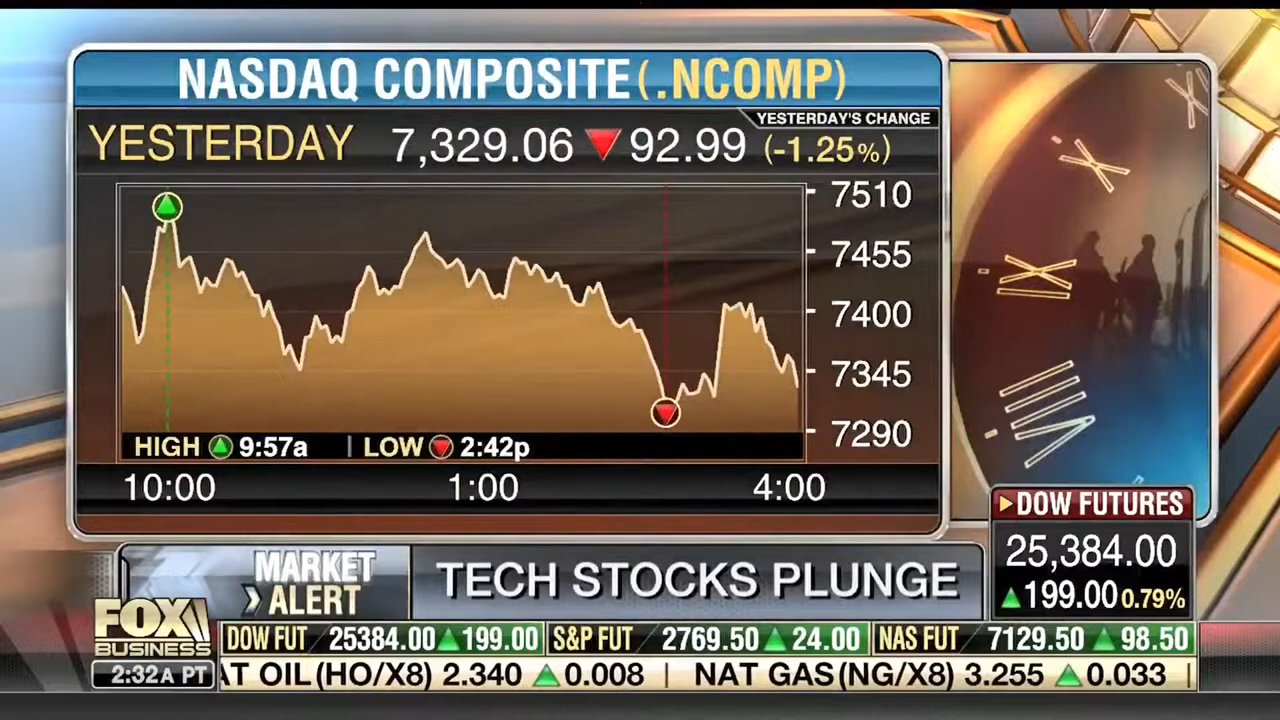 NASDAQ COMPOSITE (.NCOMP)
YESTERDAY'S CHANGE
YESTERDAY 7,329.06 ▼ 92.99 (-1.25%)
7510
7455
7400
7345
7290
HIGH ▲ 9:57a | LOW ▼ 2:42p
10:00 1:00 4:00
DOW FUTURES
25,384.00
▲ 199.00 0.79%
MARKET ALERT
TECH STOCKS PLUNGE
FOX BUSINESS
DOW FUT 25384.00 ▲ 199.00 S&P FUT 2769.50 ▲ 24.00 NAS FUT 7129.50 ▲ 98.50
2:32A PT
AT OIL (HO/X8) 2.340 ▲ 0.008 | NAT GAS (NG/X8) 3.255 ▲ 0.033 |
X
IX
VIII